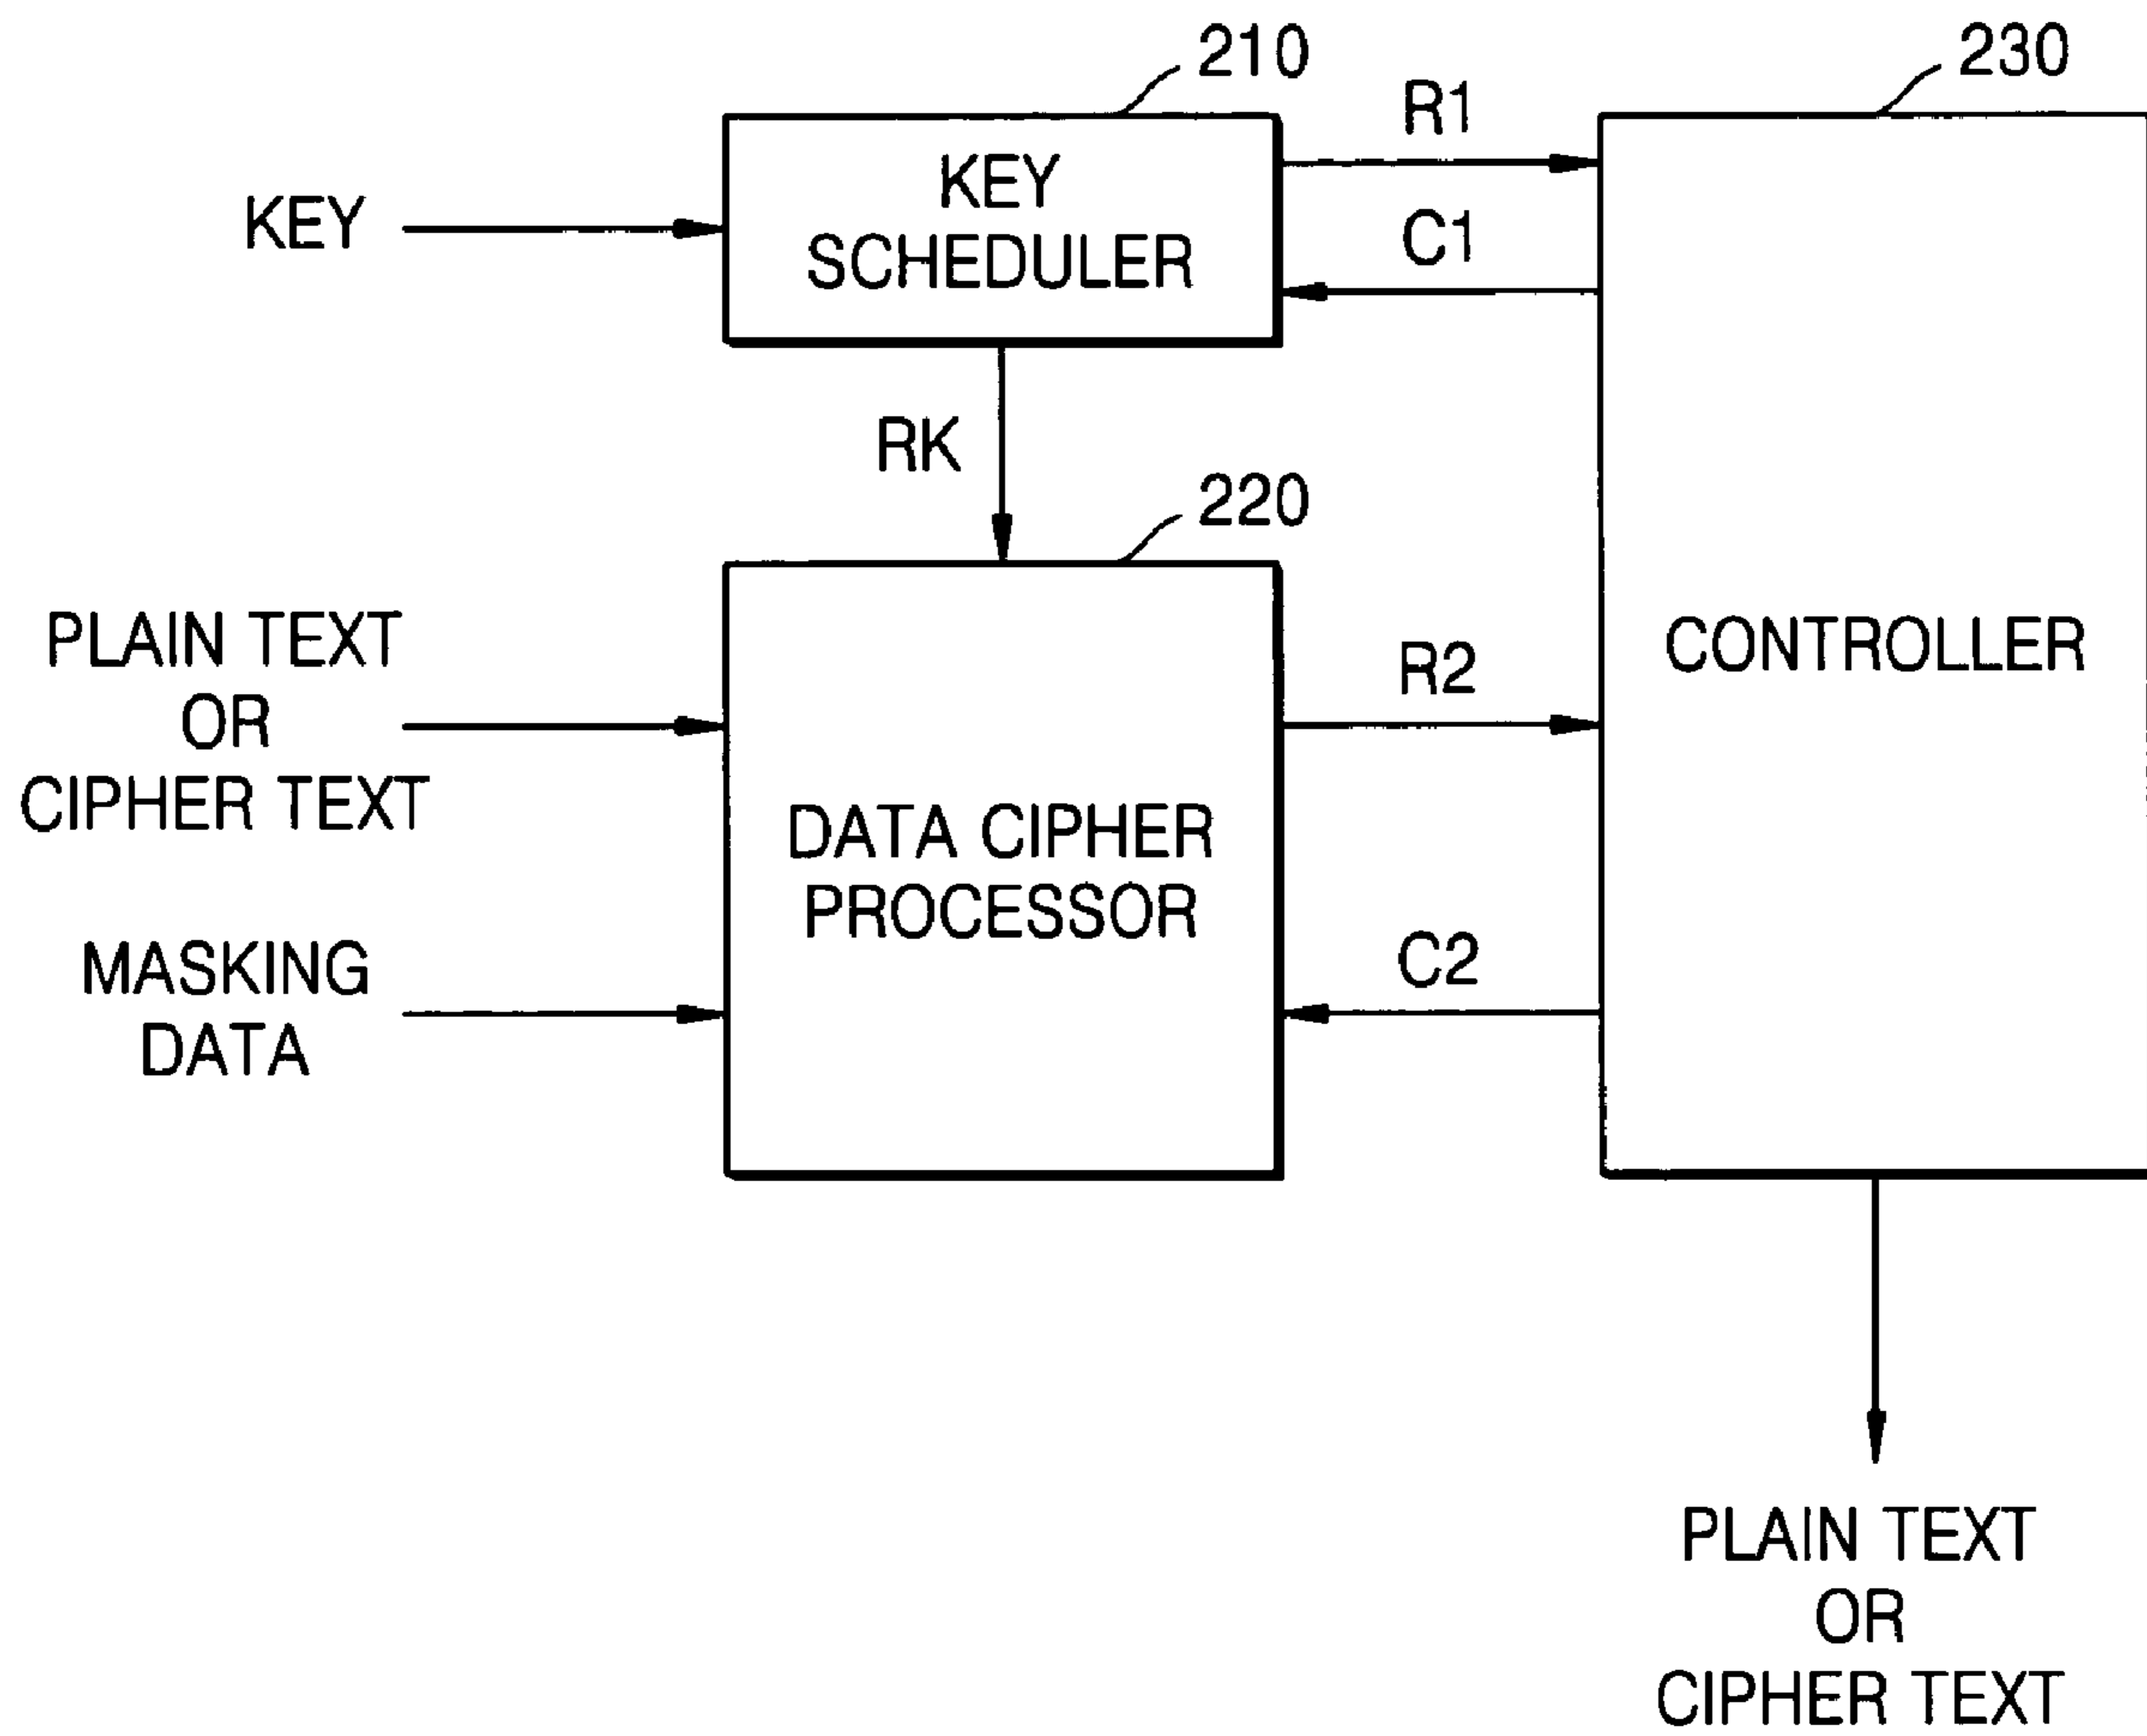 210
230
R1
KEY
SCHEDULER
KEY
C1
RK
220
PLAIN TEXT
OR
CIPHER TEXT
R2
CONTROLLER
DATA CIPHER
PROCESSOR
MASKING
DATA
C2
PLAIN TEXT
OR
CIPHER TEXT